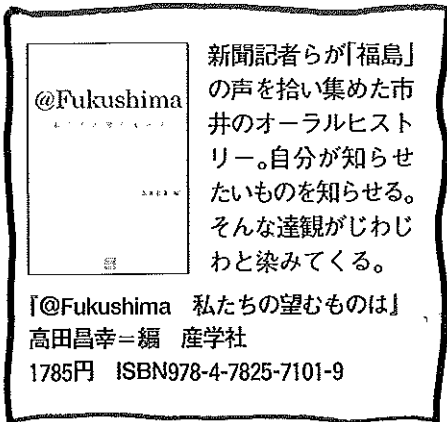 @Fukushima
新聞記者らが「福島」
の声を拾い集めた市
井のオーラルヒスト
リー。自分が知らせ
たいものを知らせる。
そんな達観がじわじ
わと染みてくる。
『@Fukushima 私たちの望むものは』
高田昌幸=編 産学社
1785円 ISBN978-4-7825-7101-9